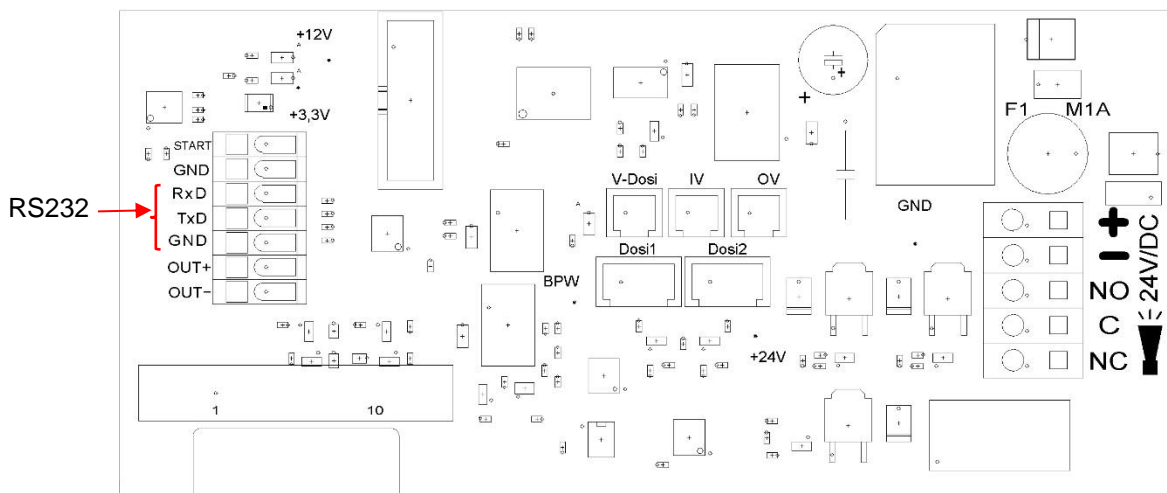 +12V
A
A
+3,3V
START
GND
RxD
TxD
GND
OUT+
OUT−
RS232
1 10
BPW
A
V-Dosi IV OV
Dosi1 Dosi2
+24V
GND
F1 M1A
+
−
NO
C
NC
24V/DC